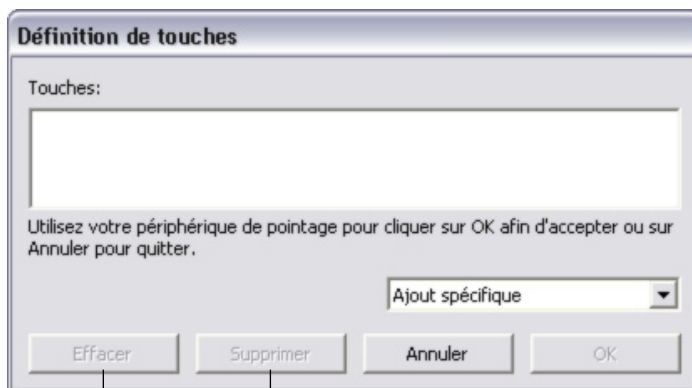 Définition de touches
Touches:
Utilisez votre périphérique de pointage pour cliquer sur OK afin d'accepter ou sur
Annuler pour quitter.
Ajout spécifique
Effacer Supprimer Annuler OK